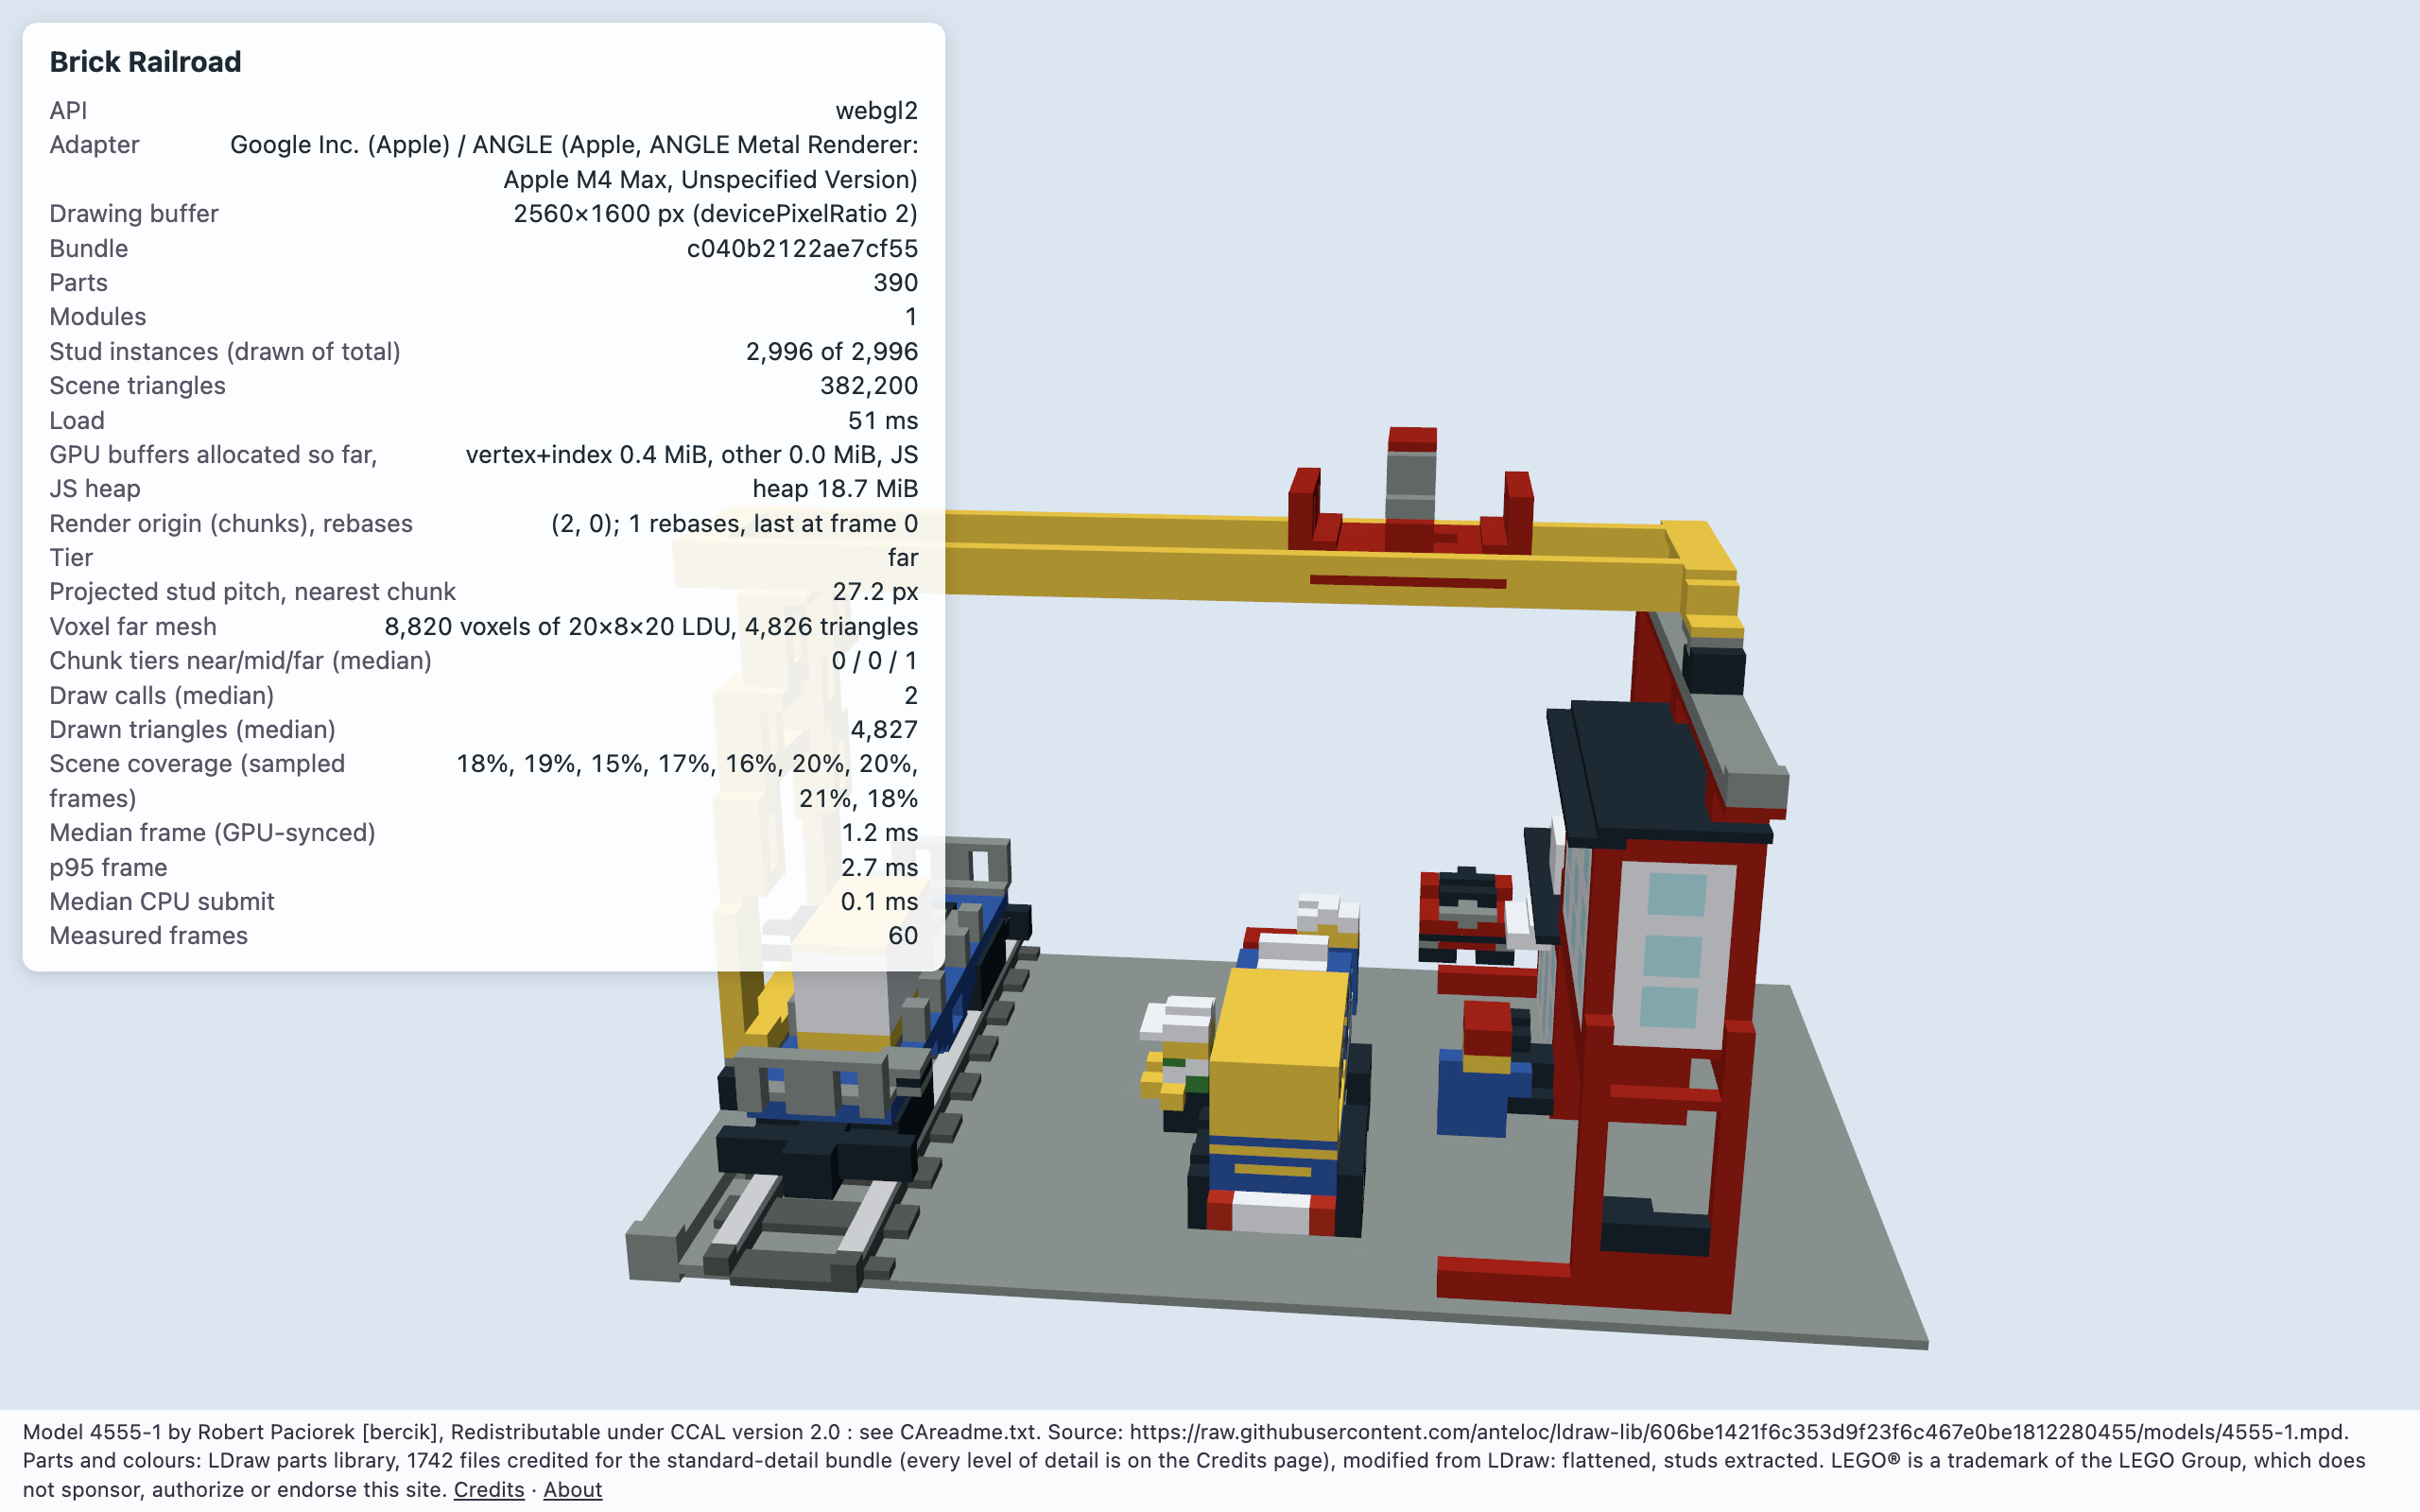 Brick Railroad
API webgl2
Adapter Google Inc. (Apple) / ANGLE (Apple, ANGLE Metal Renderer:
Apple M4 Max, Unspecified Version)
Drawing buffer 2560×1600 px (devicePixelRatio 2)
Bundle c040b2122ae7cf55
Parts 390
Modules 1
Stud instances (drawn of total) 2,996 of 2,996
Scene triangles 382,200
Load 51 ms
GPU buffers allocated so far, vertex+index 0.4 MiB, other 0.0 MiB, JS
JS heap heap 18.7 MiB
Render origin (chunks), rebases (2, 0); 1 rebases, last at frame 0
Tier far
Projected stud pitch, nearest chunk 27.2 px
Voxel far mesh 8,820 voxels of 20×8×20 LDU, 4,826 triangles
Chunk tiers near/mid/far (median) 0 / 0 / 1
Draw calls (median) 2
Drawn triangles (median) 4,827
Scene coverage (sampled 18%, 19%, 15%, 17%, 16%, 20%, 20%,
frames) 21%, 18%
Median frame (GPU-synced) 1.2 ms
p95 frame 2.7 ms
Median CPU submit 0.1 ms
Measured frames 60
Model 4555-1 by Robert Paciorek [bercik], Redistributable under CCAL version 2.0 : see CAreadme.txt. Source: https://raw.githubusercontent.com/anteloc/ldraw-lib/606be1421f6c353d9f23f6c467e0be1812280455/models/4555-1.mpd.
Parts and colours: LDraw parts library, 1742 files credited for the standard-detail bundle (every level of detail is on the Credits page), modified from LDraw: flattened, studs extracted. LEGO® is a trademark of the LEGO Group, which does
not sponsor, authorize or endorse this site. Credits · About